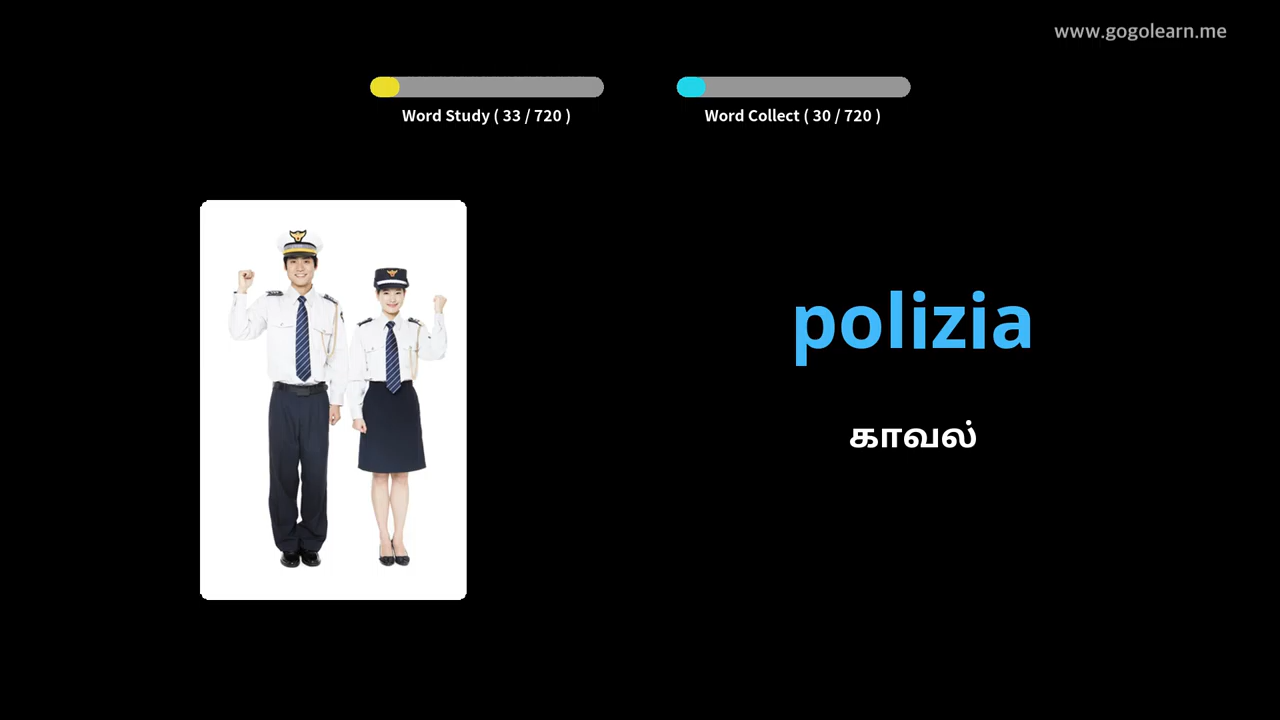 www.gogolearn.me
Word Study ( 33 / 720 )
Word Collect ( 30 / 720 )
polizia
காவல்